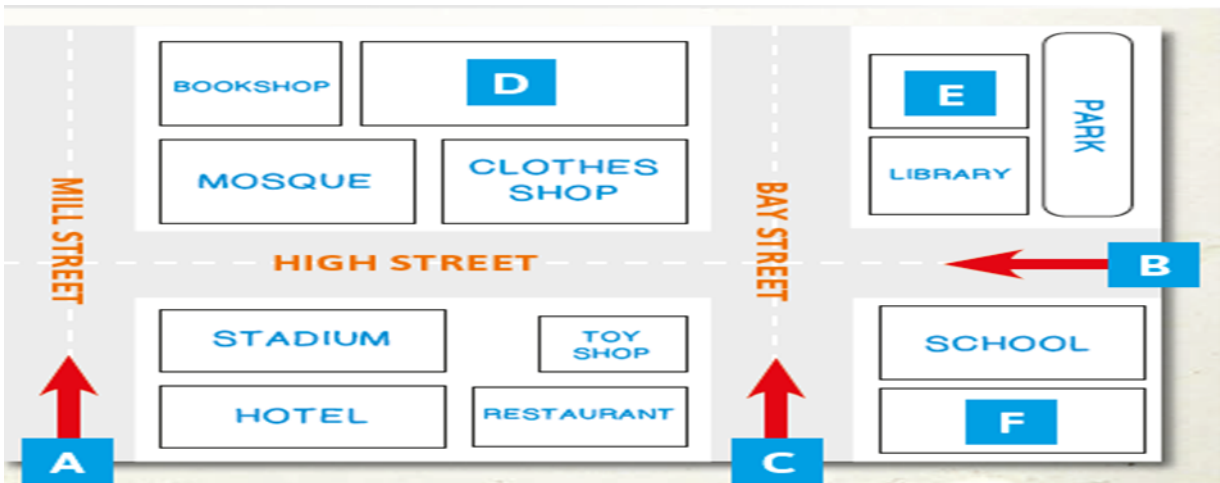 BOOKSHOP
D
E
PARK
MOSQUE
CLOTHES
SHOP
LIBRARY
MILL STREET
BAY STREET
HIGH STREET
B
STADIUM
TOY
SHOP
SCHOOL
HOTEL
RESTAURANT
F
A
C